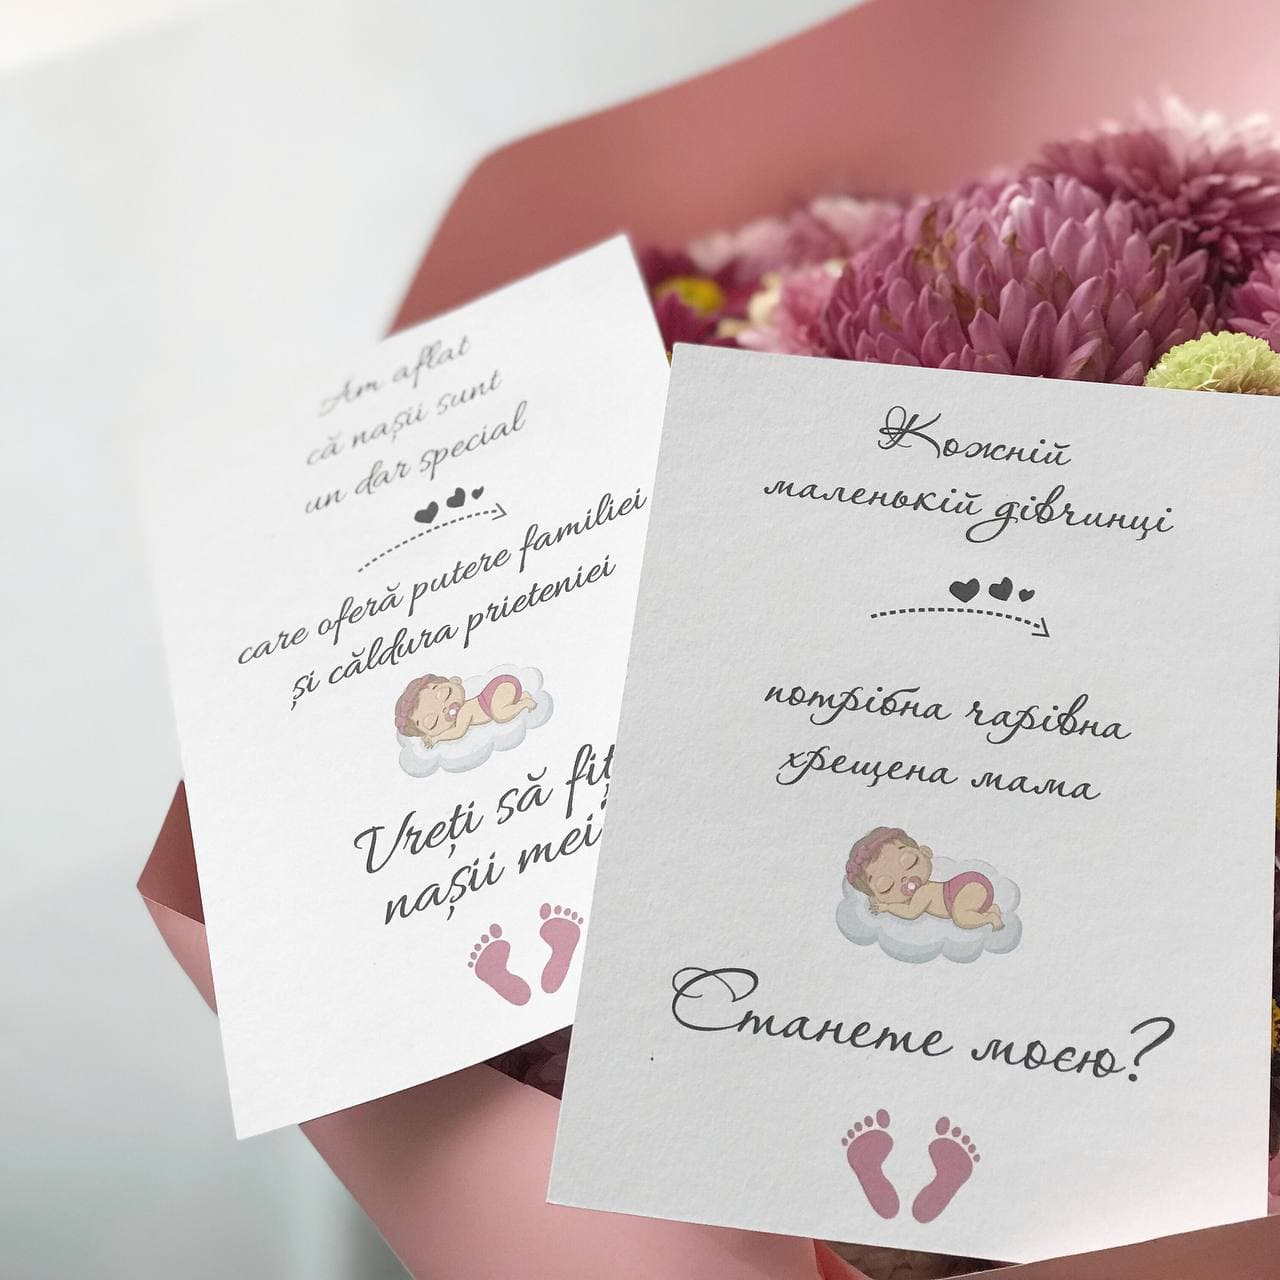 Am aflat
că nașii sunt
un dar special
care oferă putere familiei
și căldura prieteniei
Vreți să fiț
nașii mei
Кожній
маленькій дівчинці
потрібна чарівна
хрещена мама
Станете моєю?